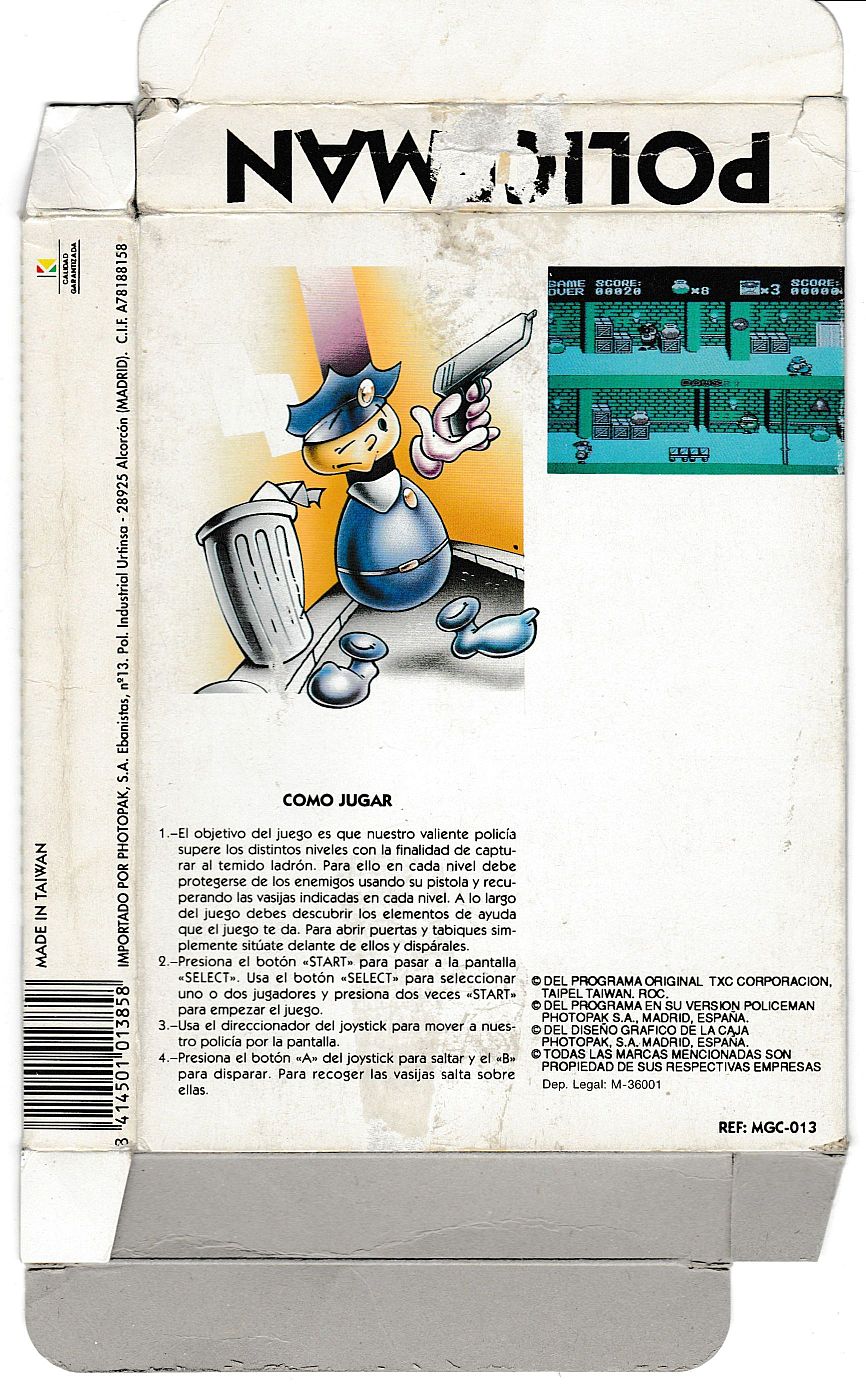 POLICEMAN
CALIDAD
GARANTIZADA
IMPORTADO POR PHOTOPAK, S.A. Ebanistas, nº13. Pol. Industrial Urtinsa - 28925 Alcorcón (MADRID). C.I.F. A78188158
MADE IN TAIWAN
8 414501 013858
GAME SCORE: SCORE:
OVER 00020 ×8 ×3 00000
COMO JUGAR
1.–El objetivo del juego es que nuestro valiente policía
supere los distintos niveles con la finalidad de captu-
rar al temido ladrón. Para ello en cada nivel debe
protegerse de los enemigos usando su pistola y recu-
perando las vasijas indicadas en cada nivel. A lo largo
del juego debes descubrir los elementos de ayuda
que el juego te da. Para abrir puertas y tabiques sim-
plemente sitúate delante de ellos y dispárales.
2.–Presiona el botón «START» para pasar a la pantalla
«SELECT». Usa el botón «SELECT» para seleccionar
uno o dos jugadores y presiona dos veces «START»
para empezar el juego.
3.–Usa el direccionador del joystick para mover a nues-
tro policía por la pantalla.
4.–Presiona el botón «A» del joystick para saltar y el «B»
para disparar. Para recoger las vasijas salta sobre
ellas.
© DEL PROGRAMA ORIGINAL TXC CORPORACION,
TAIPEI, TAIWAN. ROC.
© DEL PROGRAMA EN SU VERSION POLICEMAN
PHOTOPAK S.A., MADRID, ESPAÑA.
© DEL DISEÑO GRAFICO DE LA CAJA
PHOTOPAK, S.A. MADRID, ESPAÑA.
© TODAS LAS MARCAS MENCIONADAS SON
PROPIEDAD DE SUS RESPECTIVAS EMPRESAS
Dep. Legal: M-36001
REF: MGC-013